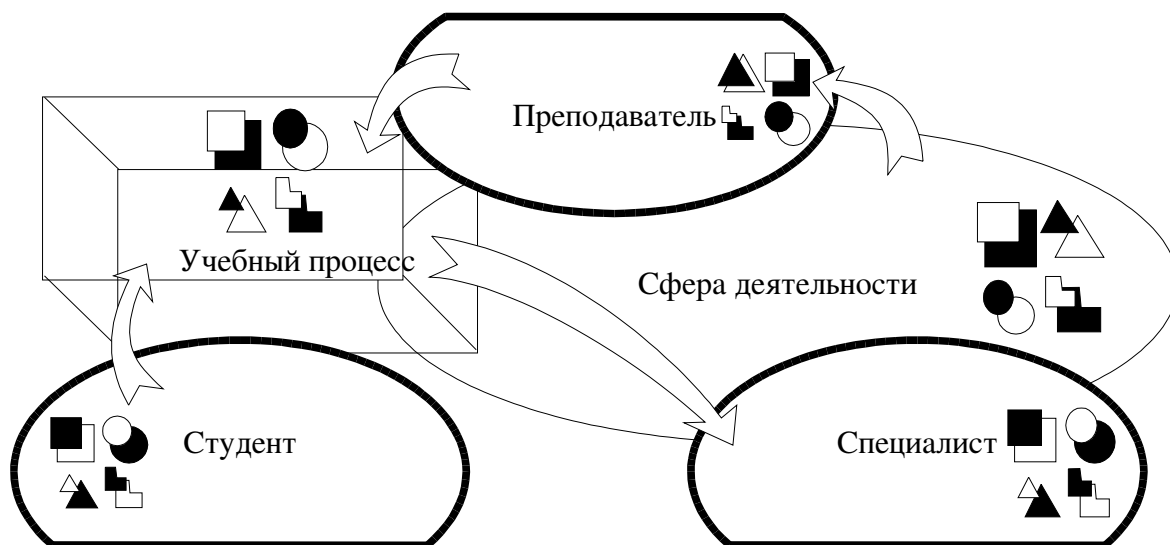 Преподаватель
Учебный процесс
Сфера деятельности
Студент
Специалист